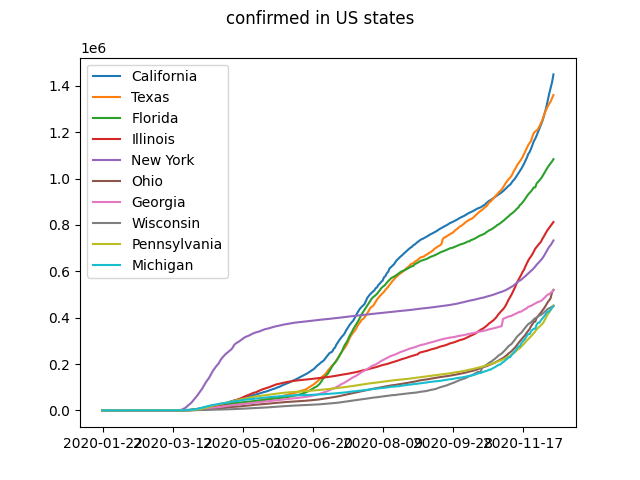 confirmed in US states
1e6
1.4
1.2
1.0
0.8
0.6
0.4
0.2
0.0
California
Texas
Florida
Illinois
New York
Ohio
Georgia
Wisconsin
Pennsylvania
Michigan
2020-01-22 2020-03-12 2020-05-01 2020-06-20 2020-08-09 2020-09-28 2020-11-17